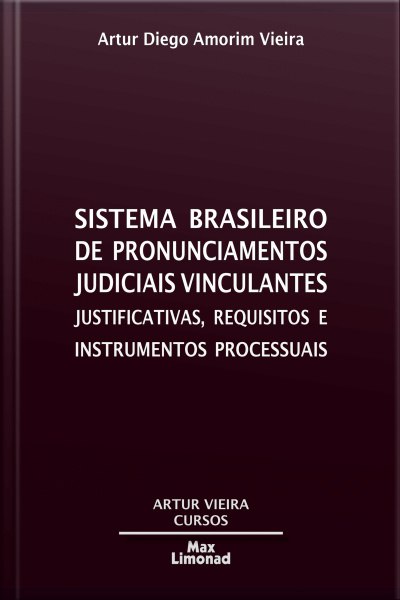 Artur Diego Amorim Vieira
SISTEMA BRASILEIRO
DE PRONUNCIAMENTOS
JUDICIAIS VINCULANTES
JUSTIFICATIVAS, REQUISITOS E
INSTRUMENTOS PROCESSUAIS
ARTUR VIEIRA
CURSOS
Max
Limonad